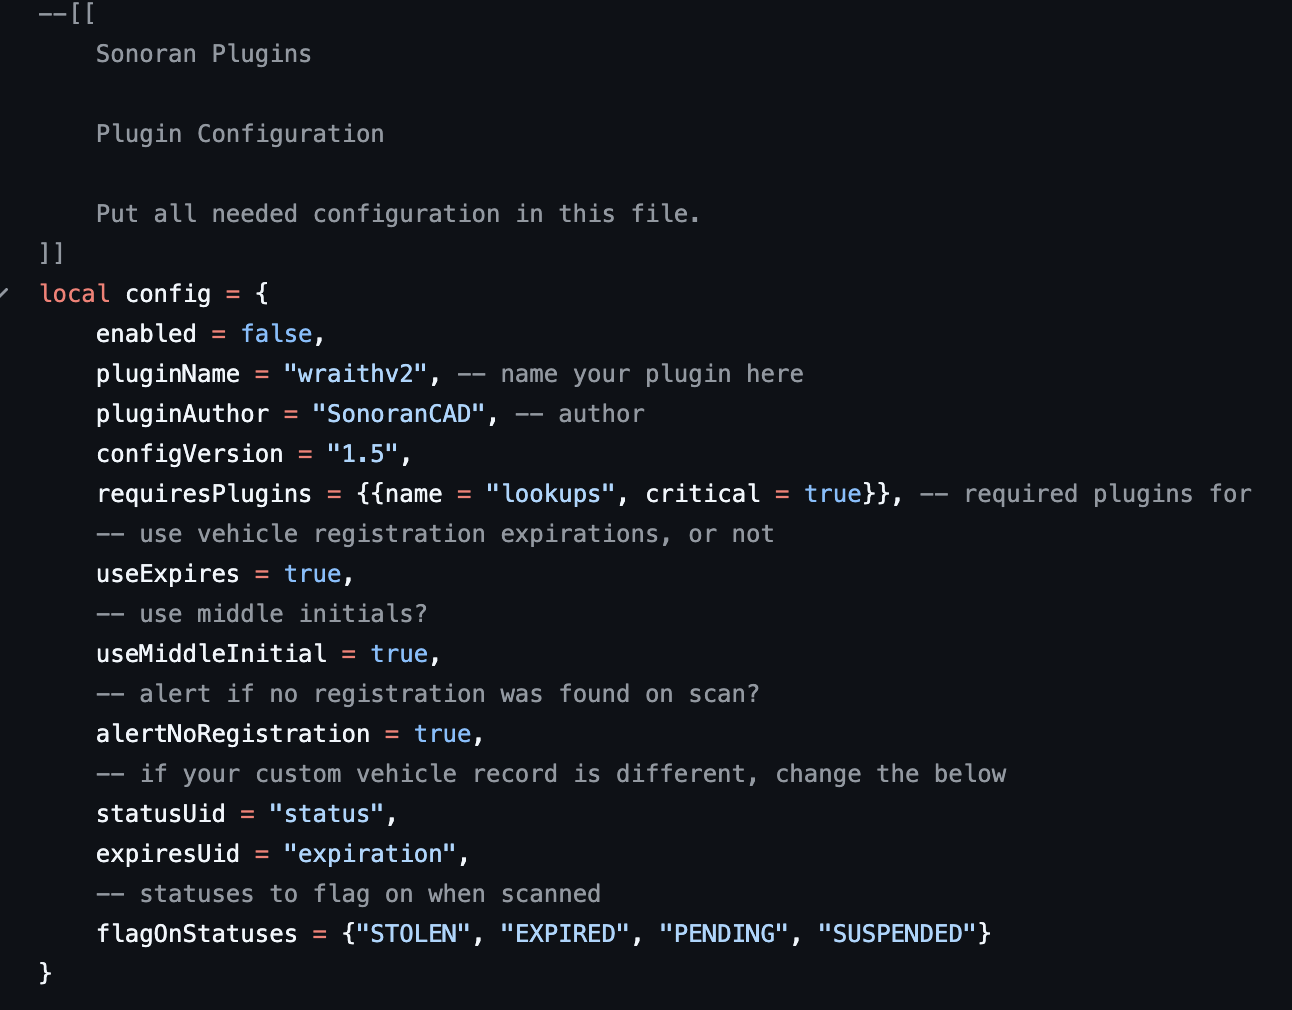 --[[
Sonoran Plugins
Plugin Configuration
Put all needed configuration in this file.
]]
local config = {
enabled = false,
pluginName = "wraithv2", -- name your plugin here
pluginAuthor = "SonoranCAD", -- author
configVersion = "1.5",
requiresPlugins = {{name = "lookups", critical = true}}, -- required plugins for
-- use vehicle registration expirations, or not
useExpires = true,
-- use middle initials?
useMiddleInitial = true,
-- alert if no registration was found on scan?
alertNoRegistration = true,
-- if your custom vehicle record is different, change the below
statusUid = "status",
expiresUid = "expiration",
-- statuses to flag on when scanned
flagOnStatuses = {"STOLEN", "EXPIRED", "PENDING", "SUSPENDED"}
}